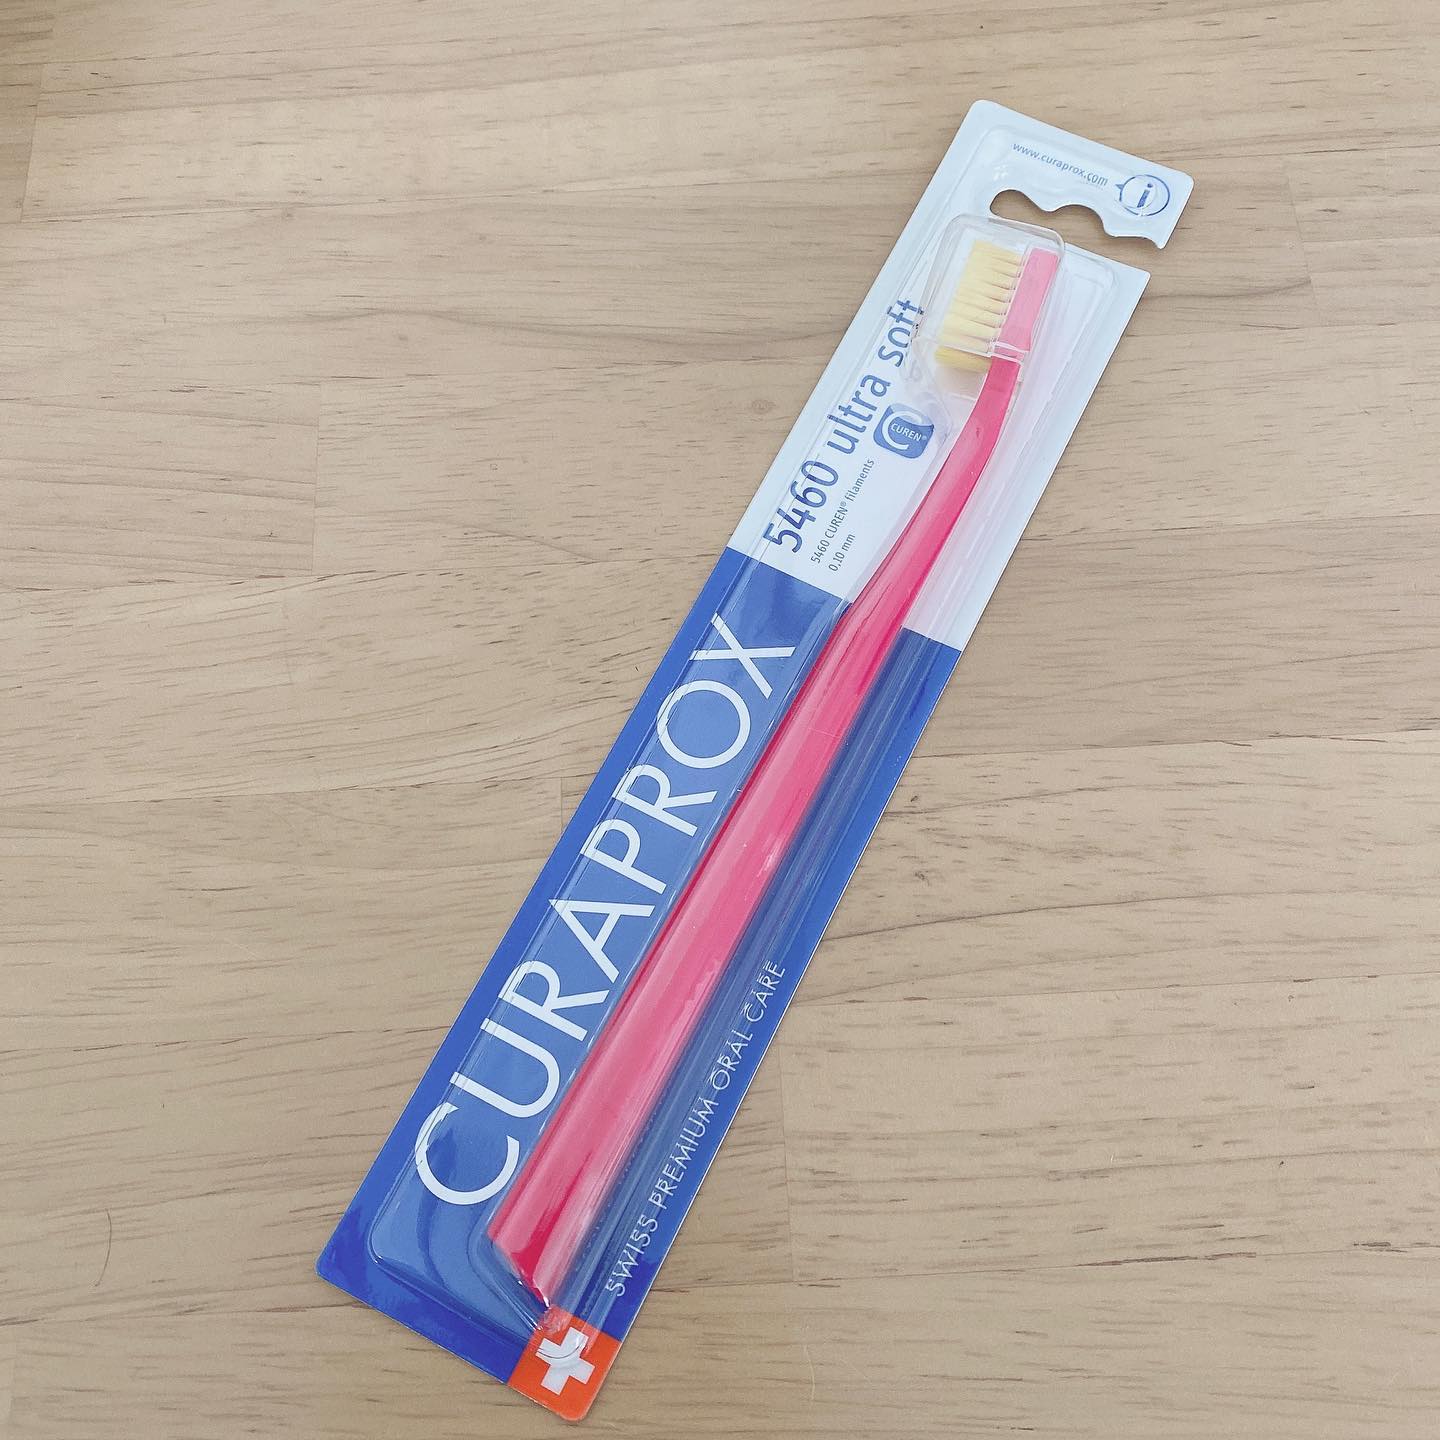 www.curaprox.com
i
5460 ultra soft
CUREN®
5460 CUREN® filaments
0,10 mm
CURAPROX
SWISS PREMIUM ORAL CARE